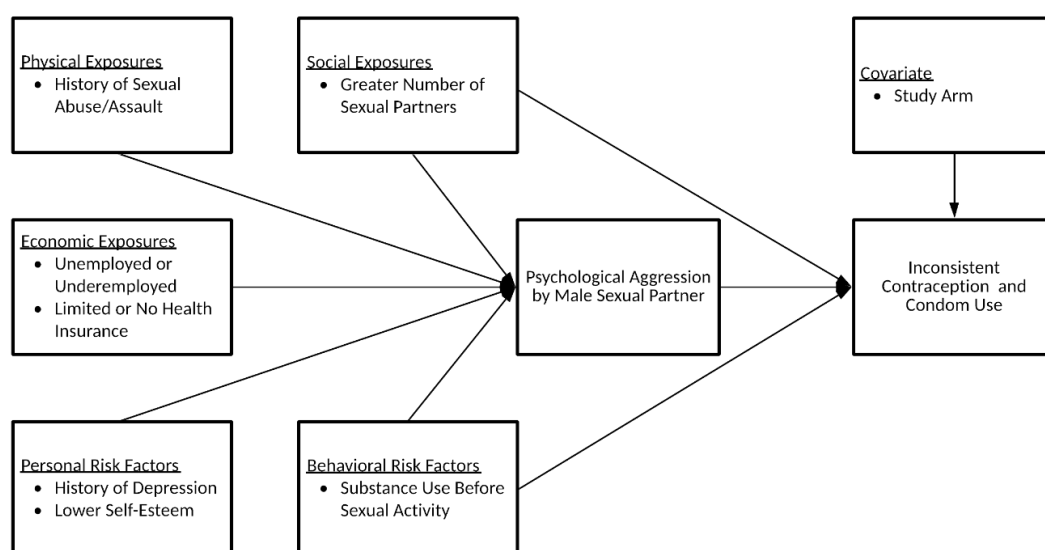 Physical Exposures
• History of Sexual
Abuse/Assault
Social Exposures
• Greater Number of
Sexual Partners
Covariate
• Study Arm
Economic Exposures
• Unemployed or
Underemployed
• Limited or No Health
Insurance
Psychological Aggression
by Male Sexual Partner
Inconsistent
Contraception and
Condom Use
Personal Risk Factors
• History of Depression
• Lower Self-Esteem
Behavioral Risk Factors
• Substance Use Before
Sexual Activity